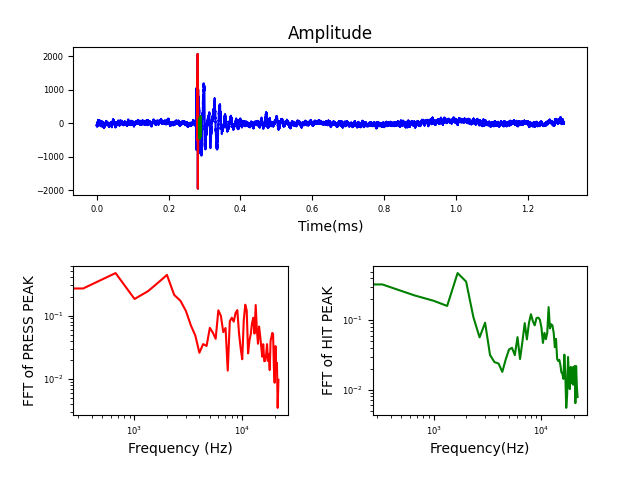 Amplitude
2000
1000
0
−1000
−2000
0.0 0.2 0.4 0.6 0.8 1.0 1.2
Time(ms)
FFT of PRESS PEAK
10⁻¹
10⁻²
10³ 10⁴
Frequency (Hz)
FFT of HIT PEAK
10⁻¹
10⁻²
10³ 10⁴
Frequency(Hz)